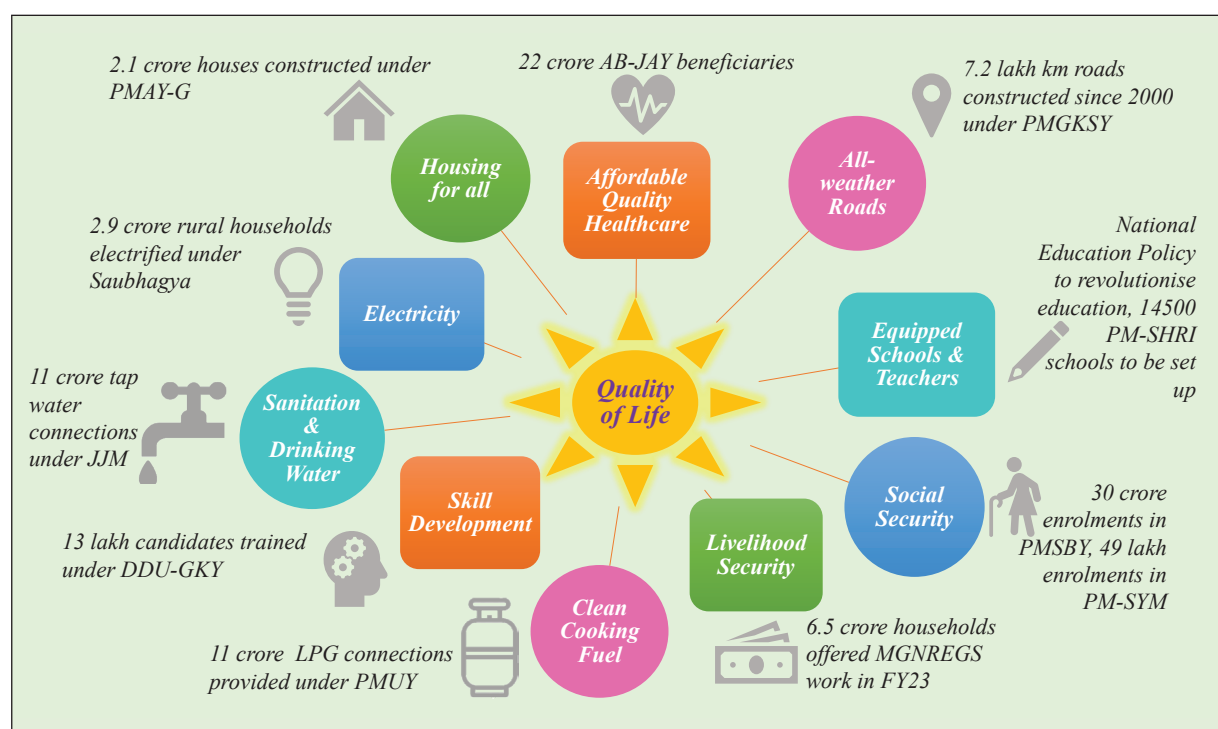 2.1 crore houses constructed under
PMAY-G
22 crore AB-JAY beneficiaries
7.2 lakh km roads
constructed since 2000
under PMGKSY
Housing
for all
Affordable
Quality
Healthcare
All-
weather
Roads
2.9 crore rural households
electrified under
Saubhagya
Electricity
National
Education Policy
to revolutionise
education, 14500
PM-SHRI
schools to be set
up
Equipped
Schools &
Teachers
Quality
of Life
11 crore tap
water
connections
under JJM
Sanitation
&
Drinking
Water
Skill
Development
13 lakh candidates trained
under DDU-GKY
Social
Security
30 crore
enrolments in
PMSBY, 49 lakh
enrolments in
PM-SYM
Livelihood
Security
Clean
Cooking
Fuel
11 crore LPG connections
provided under PMUY
6.5 crore households
offered MGNREGS
work in FY23